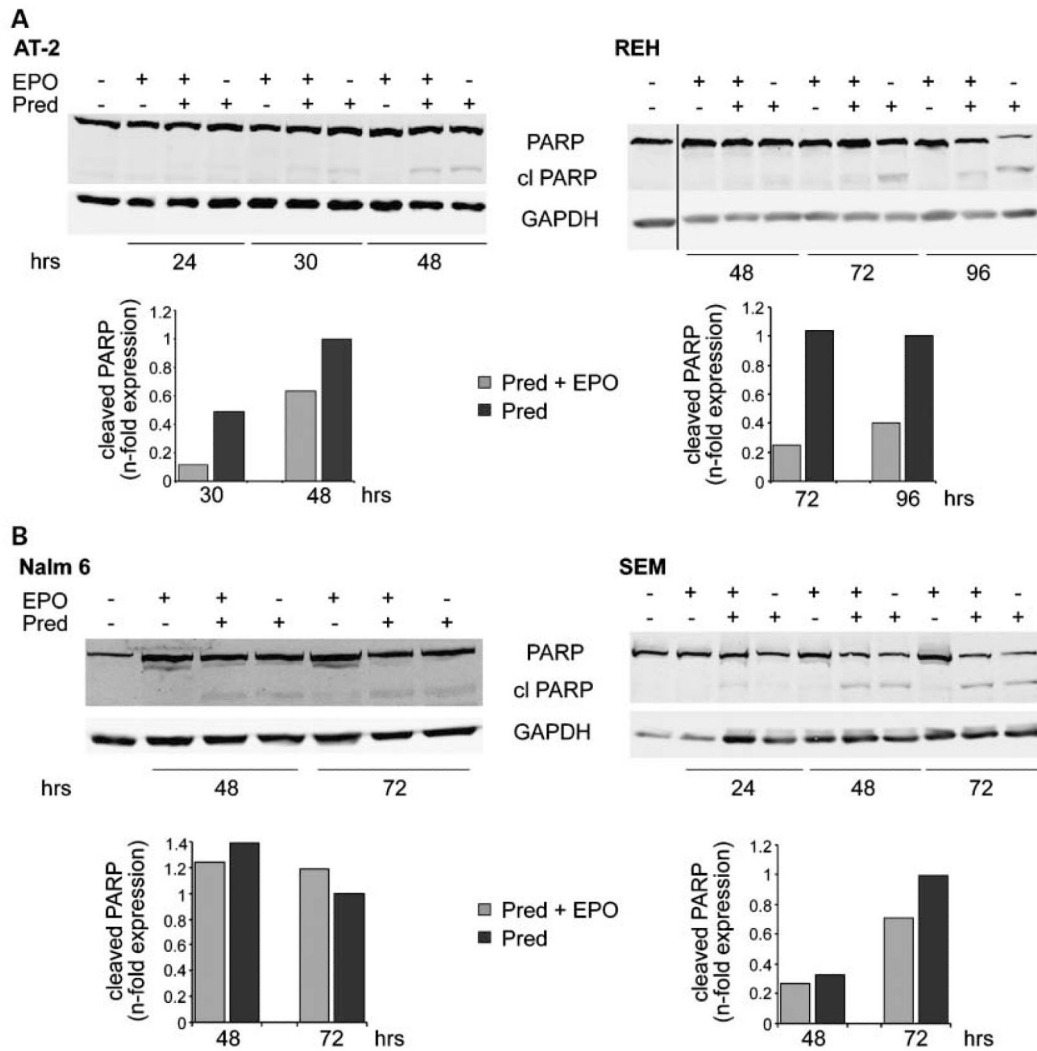 A
AT-2
EPO - + + - + + - + + -
Pred - - + + - + + - + +
hrs 24 30 48
REH
- + + - + + - + + -
- - + + - + + - + +
PARP
cl PARP
GAPDH
48 72 96
cleaved PARP
(n-fold expression)
1.2
1
0.8
0.6
0.4
0.2
0
30 48 hrs
Pred + EPO
Pred
cleaved PARP
(n-fold expression)
1.2
1
0.8
0.6
0.4
0.2
0
72 96 hrs
B
Nalm 6
EPO - + + - + + -
Pred - - + + - + +
hrs 48 72
SEM
- + + - + + - + + -
- - + + - + + - + +
PARP
cl PARP
GAPDH
24 48 72
cleaved PARP
(n-fold expression)
1.4
1.2
1
0.8
0.6
0.4
0.2
0
48 72 hrs
Pred + EPO
Pred
cleaved PARP
(n-fold expression)
1.2
1
0.8
0.6
0.4
0.2
0
48 72 hrs